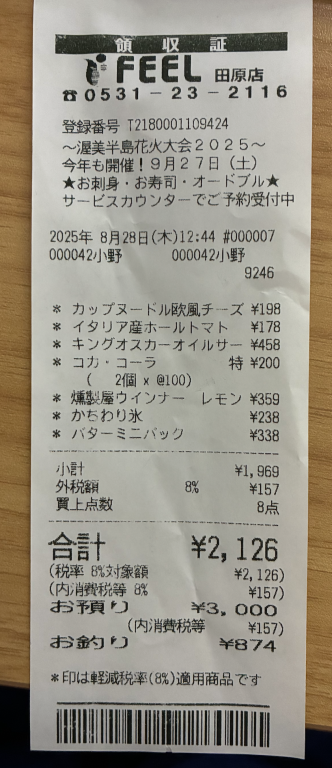 領収証
FEEL 田原店
☎0531-23-2116
登録番号 T2180001109424
～渥美半島花火大会2025～
今年も開催!9月27日(土)
★お刺身・お寿司・オードブル★
サービスカウンターでご予約受付中
2025年 8月28日(木)12:44 #000007
000042小野 000042小野
9246
* カップヌードル欧風チーズ ¥198
* イタリア産ホールトマト ¥178
* キングオスカーオイルサー ¥458
* コカ・コーラ 特 ¥200
( 2個 × @100)
* 燻製屋ウインナー レモン ¥359
* かちわり氷 ¥238
* バターミニパック ¥338
小計 ¥1,969
外税額 8% ¥157
買上点数 8点
合計 ¥2,126
(税率 8%対象額 ¥2,126)
(内消費税等 8% ¥157)
お預り ¥3,000
(内消費税等 ¥157)
お釣り ¥874
*印は軽減税率(8%)適用商品です